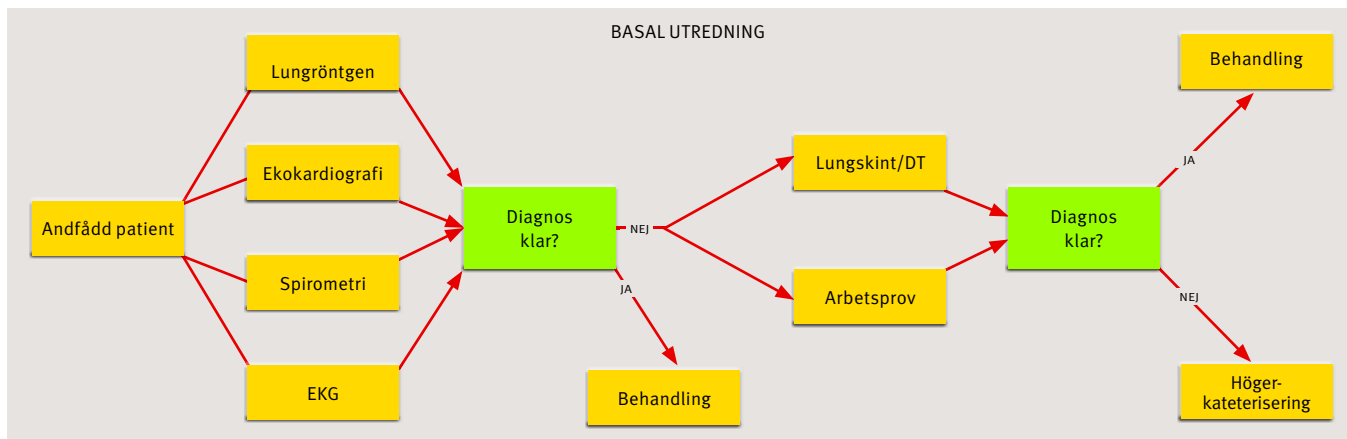 BASAL UTREDNING
Andfådd patient
Lungröntgen
Ekokardiografi
Spirometri
EKG
Diagnos
klar?
NEJ
JA
Behandling
Lungskint/DT
Arbetsprov
Diagnos
klar?
JA
Behandling
NEJ
Höger-
kateterisering